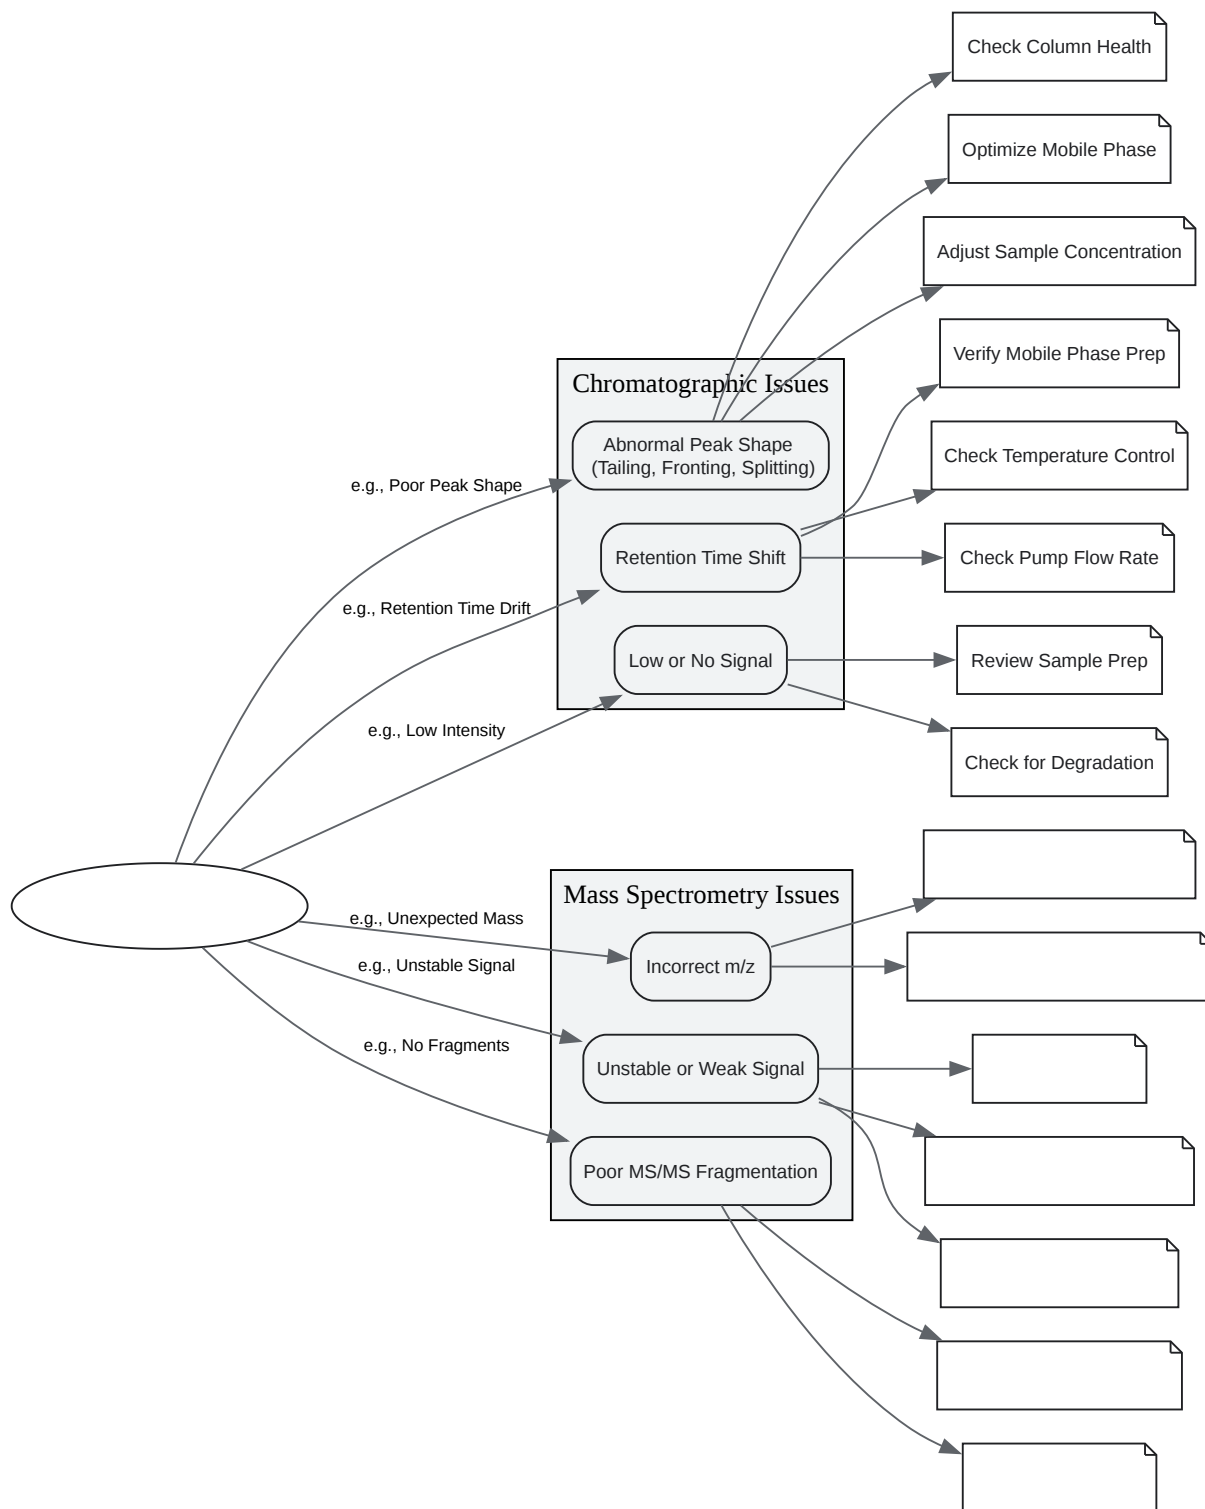 Check Column Health
Optimize Mobile Phase
Adjust Sample Concentration
Verify Mobile Phase Prep
Chromatographic Issues
Abnormal Peak Shape
(Tailing, Fronting, Splitting)
Check Temperature Control
e.g., Poor Peak Shape
Retention Time Shift
Check Pump Flow Rate
e.g., Retention Time Drift
Low or No Signal
Review Sample Prep
e.g., Low Intensity
Check for Degradation
Mass Spectrometry Issues
e.g., Unexpected Mass
Incorrect m/z
e.g., Unstable Signal
e.g., No Fragments
Unstable or Weak Signal
Poor MS/MS Fragmentation